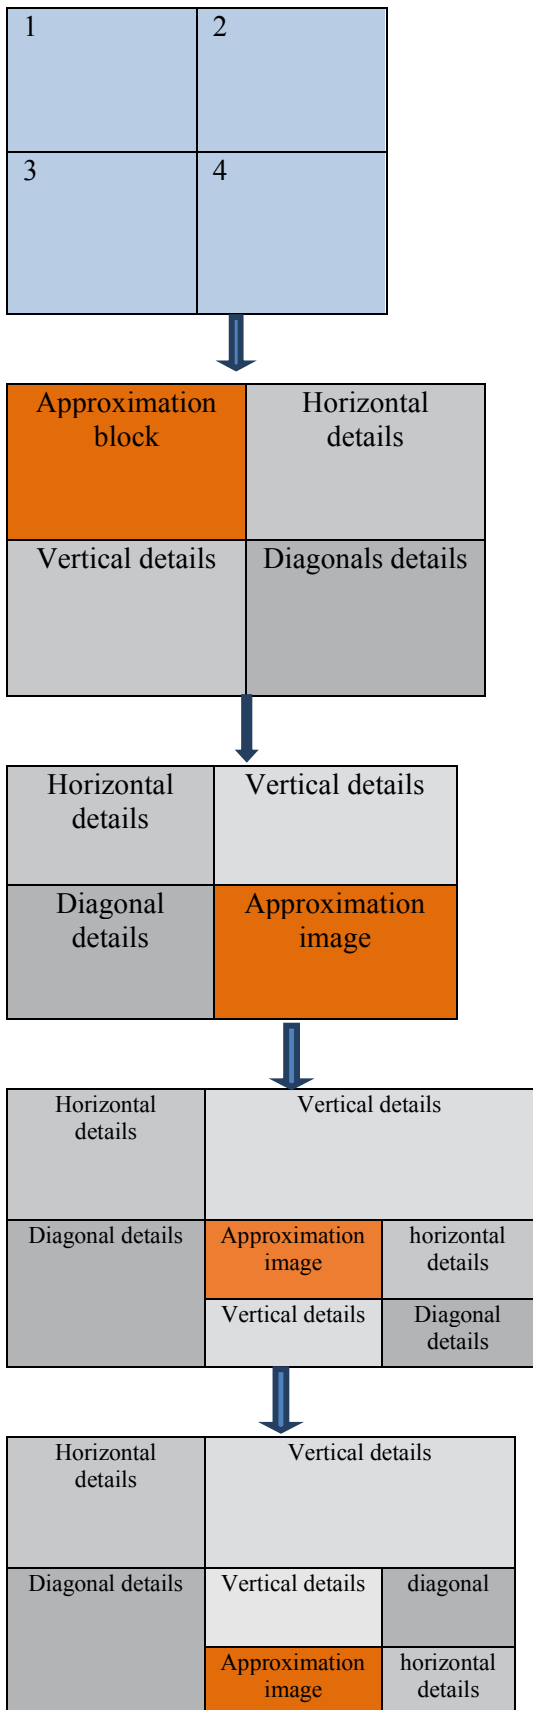 1
2
3
4
Approximation
block
Horizontal
details
Vertical details
Diagonals details
Horizontal
details
Vertical details
Diagonal
details
Approximation
image
Horizontal
details
Vertical details
Diagonal details
Approximation
image
horizontal
details
Vertical details
Diagonal
details
Horizontal
details
Vertical details
Diagonal details
Vertical details
diagonal
Approximation
image
horizontal
details